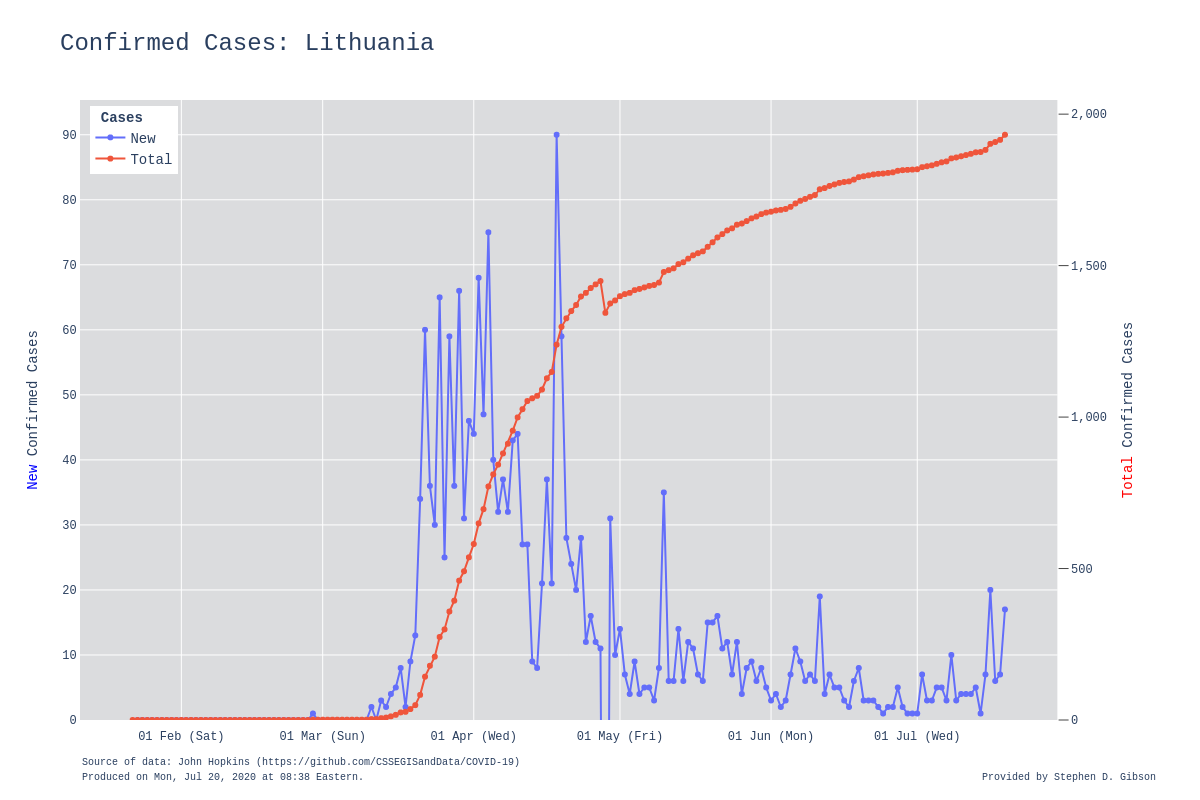 Confirmed Cases: Lithuania
Cases
New
Total
90
80
70
60
50
40
30
20
10
0
New Confirmed Cases
2,000
1,500
1,000
500
0
Total Confirmed Cases
01 Feb (Sat)
01 Mar (Sun)
01 Apr (Wed)
01 May (Fri)
01 Jun (Mon)
01 Jul (Wed)
Source of data: John Hopkins (https://github.com/CSSEGISandData/COVID-19)
Produced on Mon, Jul 20, 2020 at 08:38 Eastern.
Provided by Stephen D. Gibson